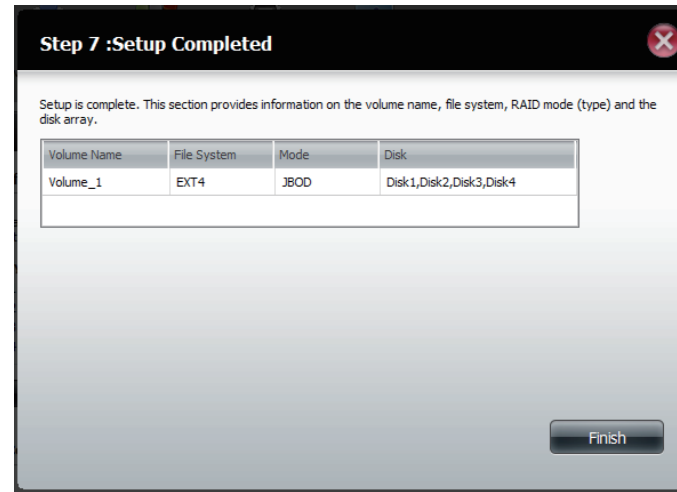 Step 7 :Setup Completed
Setup is complete. This section provides information on the volume name, file system, RAID mode (type) and the
disk array.
Volume Name File System Mode Disk
Volume_1 EXT4 JBOD Disk1,Disk2,Disk3,Disk4
Finish